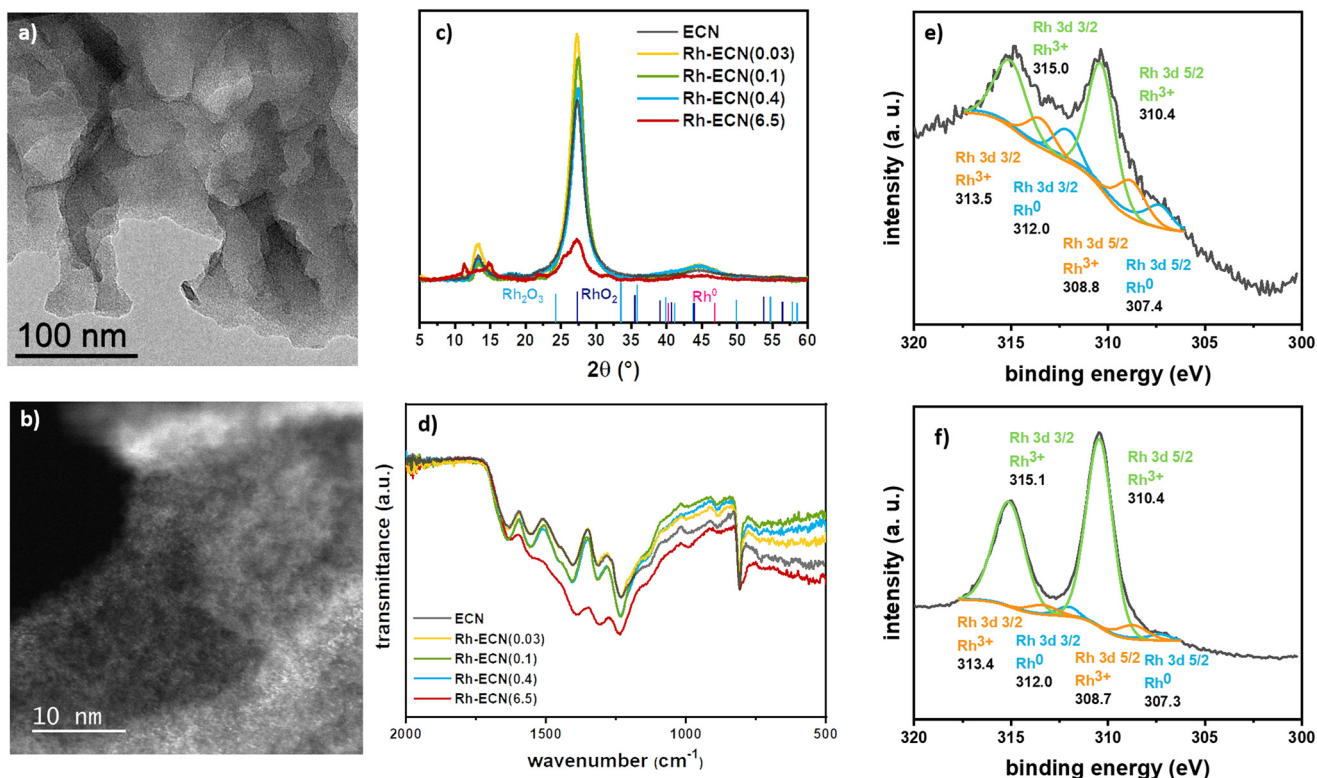 a)
100 nm
b)
10 nm
c)
ECN
Rh-ECN(0.03)
Rh-ECN(0.1)
Rh-ECN(0.4)
Rh-ECN(6.5)
Rh2O3
RhO2
Rh0
5 10 15 20 25 30 35 40 45 50 55 60
2θ (°)
d)
transmittance (a.u.)
ECN
Rh-ECN(0.03)
Rh-ECN(0.1)
Rh-ECN(0.4)
Rh-ECN(6.5)
2000 1500 1000 500
wavenumber (cm-1)
e)
intensity (a. u.)
Rh 3d 3/2
Rh3+
315.0
Rh 3d 5/2
Rh3+
310.4
Rh 3d 3/2
Rh3+
313.5
Rh 3d 3/2
Rh0
312.0
Rh 3d 5/2
Rh3+
308.8
Rh 3d 5/2
Rh0
307.4
320 315 310 305 300
binding energy (eV)
f)
intensity (a. u.)
Rh 3d 3/2
Rh3+
315.1
Rh 3d 5/2
Rh3+
310.4
Rh 3d 3/2
Rh3+
313.4
Rh 3d 3/2
Rh0
312.0
Rh 3d 5/2
Rh3+
308.7
Rh 3d 5/2
Rh0
307.3
320 315 310 305 300
binding energy (eV)